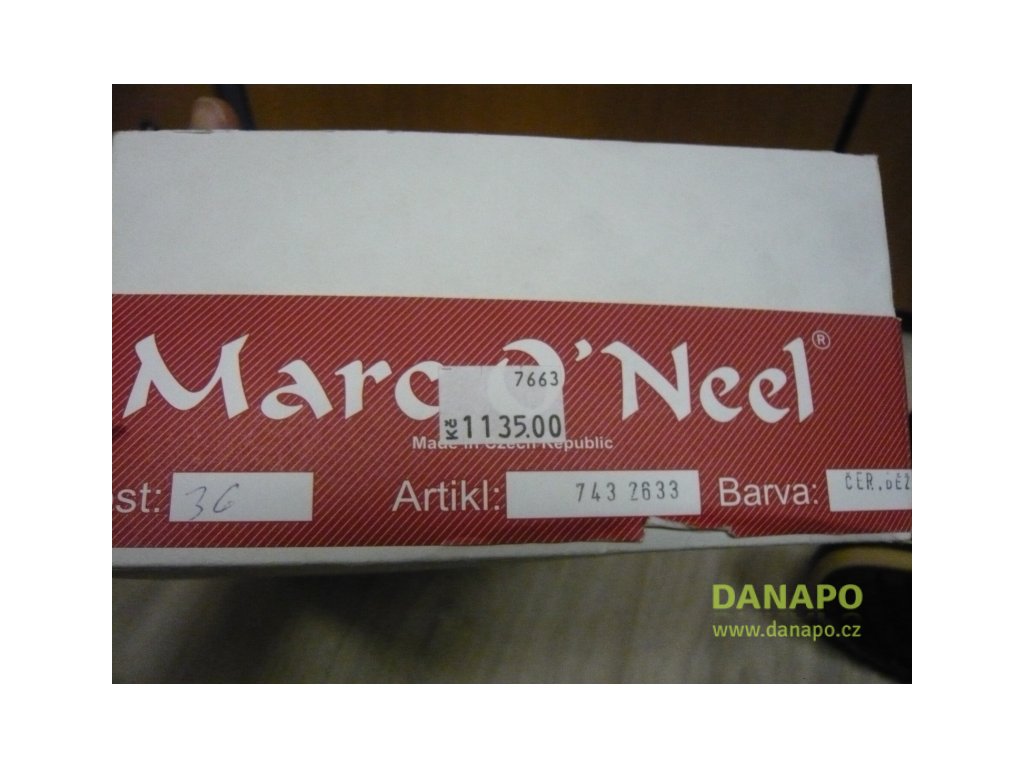 Marc O'Neel®
7663
Kč 1135.00
Made in Czech Republic
st: 36 Artikl: 743 2633 Barva: ČER.BĚŽ
DANAPO
www.danapo.cz